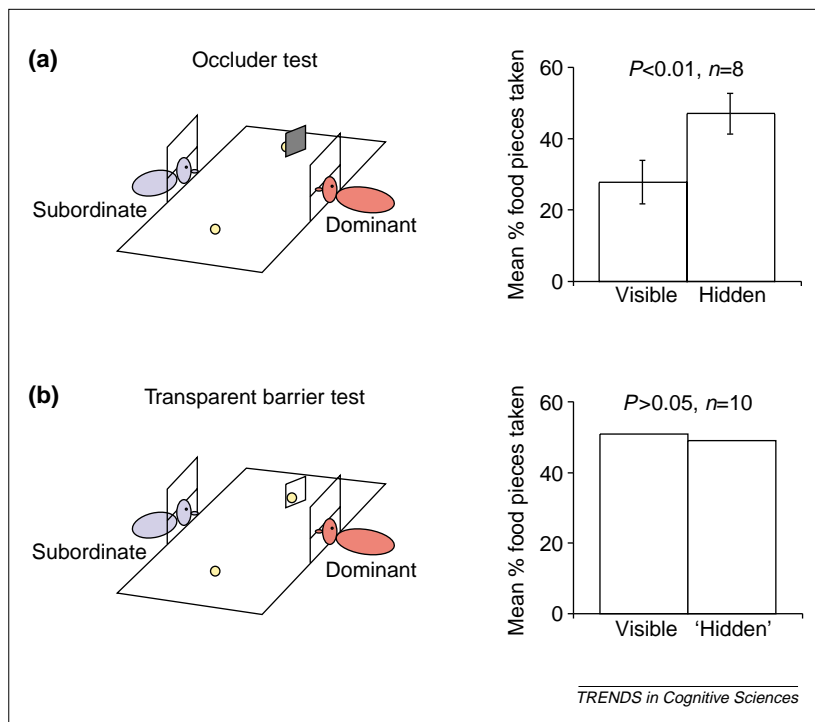 (a)
Occluder test
Subordinate
Dominant
Mean % food pieces taken
60
40
20
0
P<0.01, n=8
Visible Hidden
(b)
Transparent barrier test
Subordinate
Dominant
Mean % food pieces taken
60
40
20
0
P>0.05, n=10
Visible ‘Hidden’
TRENDS in Cognitive Sciences